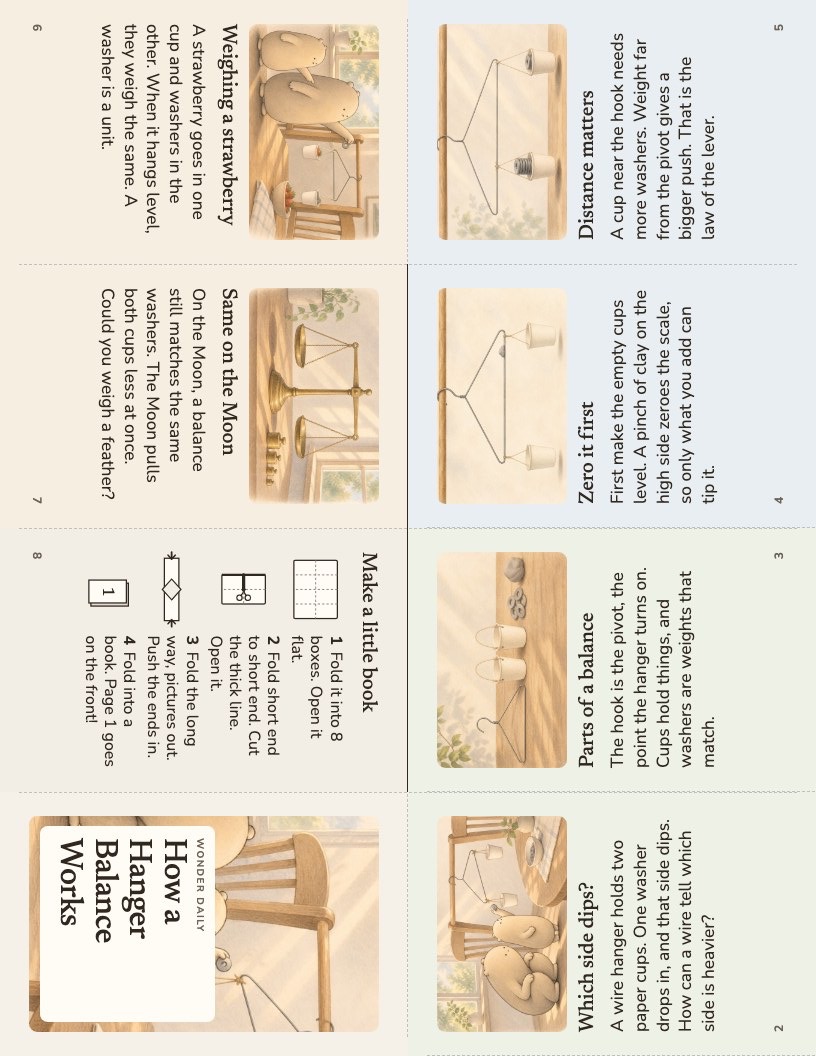 WONDER DAILY
How a
Hanger
Balance
Works
Which side dips?
A wire hanger holds two
paper cups. One washer
drops in, and that side dips.
How can a wire tell which
side is heavier?
2
Parts of a balance
The hook is the pivot, the
point the hanger turns on.
Cups hold things, and
washers are weights that
match.
3
Zero it first
First make the empty cups
level. A pinch of clay on the
high side zeroes the scale,
so only what you add can
tip it.
4
Distance matters
A cup near the hook needs
more washers. Weight far
from the pivot gives a
bigger push. That is the
law of the lever.
5
Weighing a strawberry
A strawberry goes in one
cup and washers in the
other. When it hangs level,
they weigh the same. A
washer is a unit.
6
Same on the Moon
On the Moon, a balance
still matches the same
washers. The Moon pulls
both cups less at once.
Could you weigh a feather?
7
Make a little book
1 Fold it into 8
boxes. Open it
flat.
2 Fold short end
to short end. Cut
the thick line.
Open it.
3 Fold the long
way, pictures out.
Push the ends in.
1
4 Fold into a
book. Page 1 goes
on the front!
8